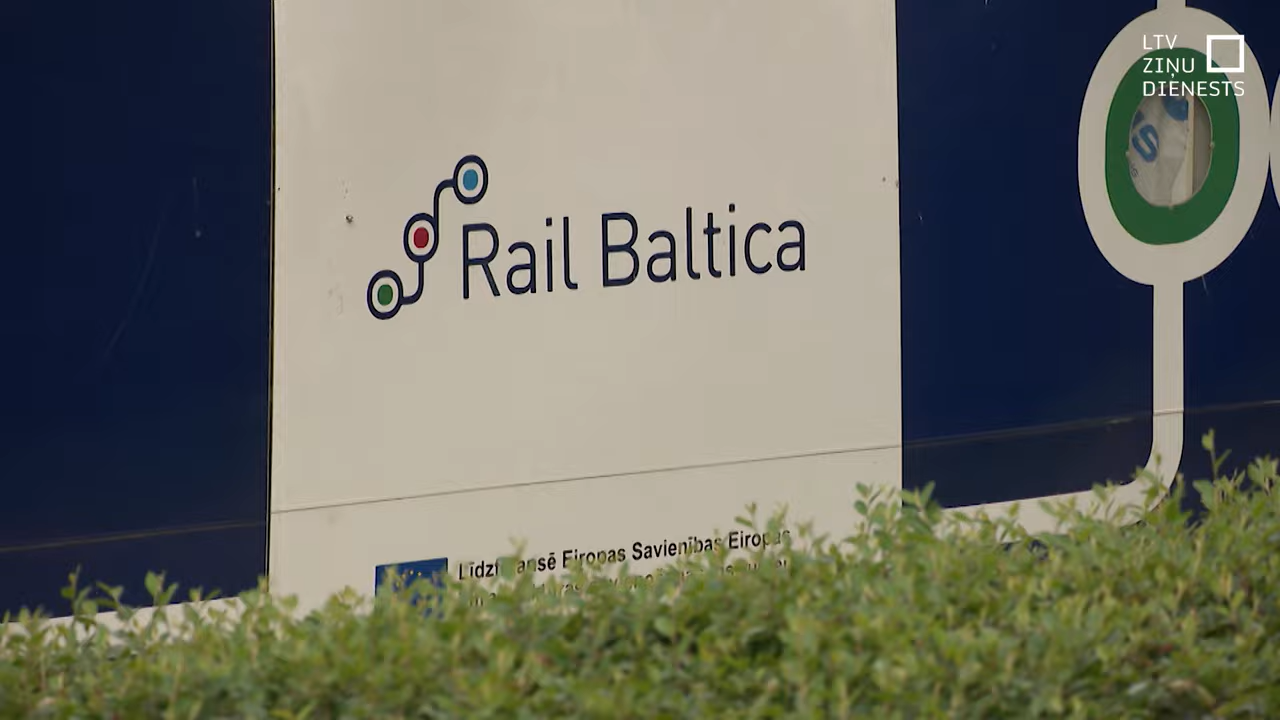 LTV
ZIŅU
DIENESTS
Rail Baltica
Līdzfinansē Eiropas Savienības Eiropas